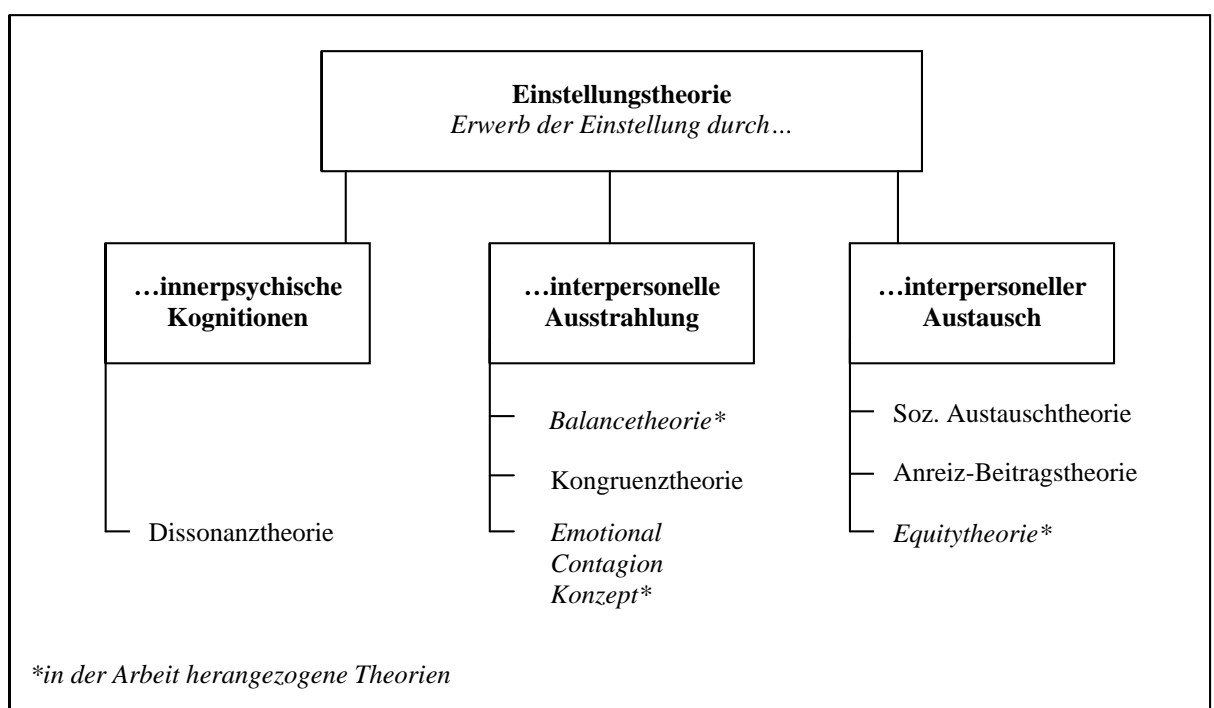 Einstellungstheorie
Erwerb der Einstellung durch…
…innerpsychische
Kognitionen
Dissonanztheorie
…interpersonelle
Ausstrahlung
Balancetheorie*
Kongruenztheorie
Emotional
Contagion
Konzept*
…interpersoneller
Austausch
Soz. Austauschtheorie
Anreiz-Beitragstheorie
Equitytheorie*
*in der Arbeit herangezogene Theorien